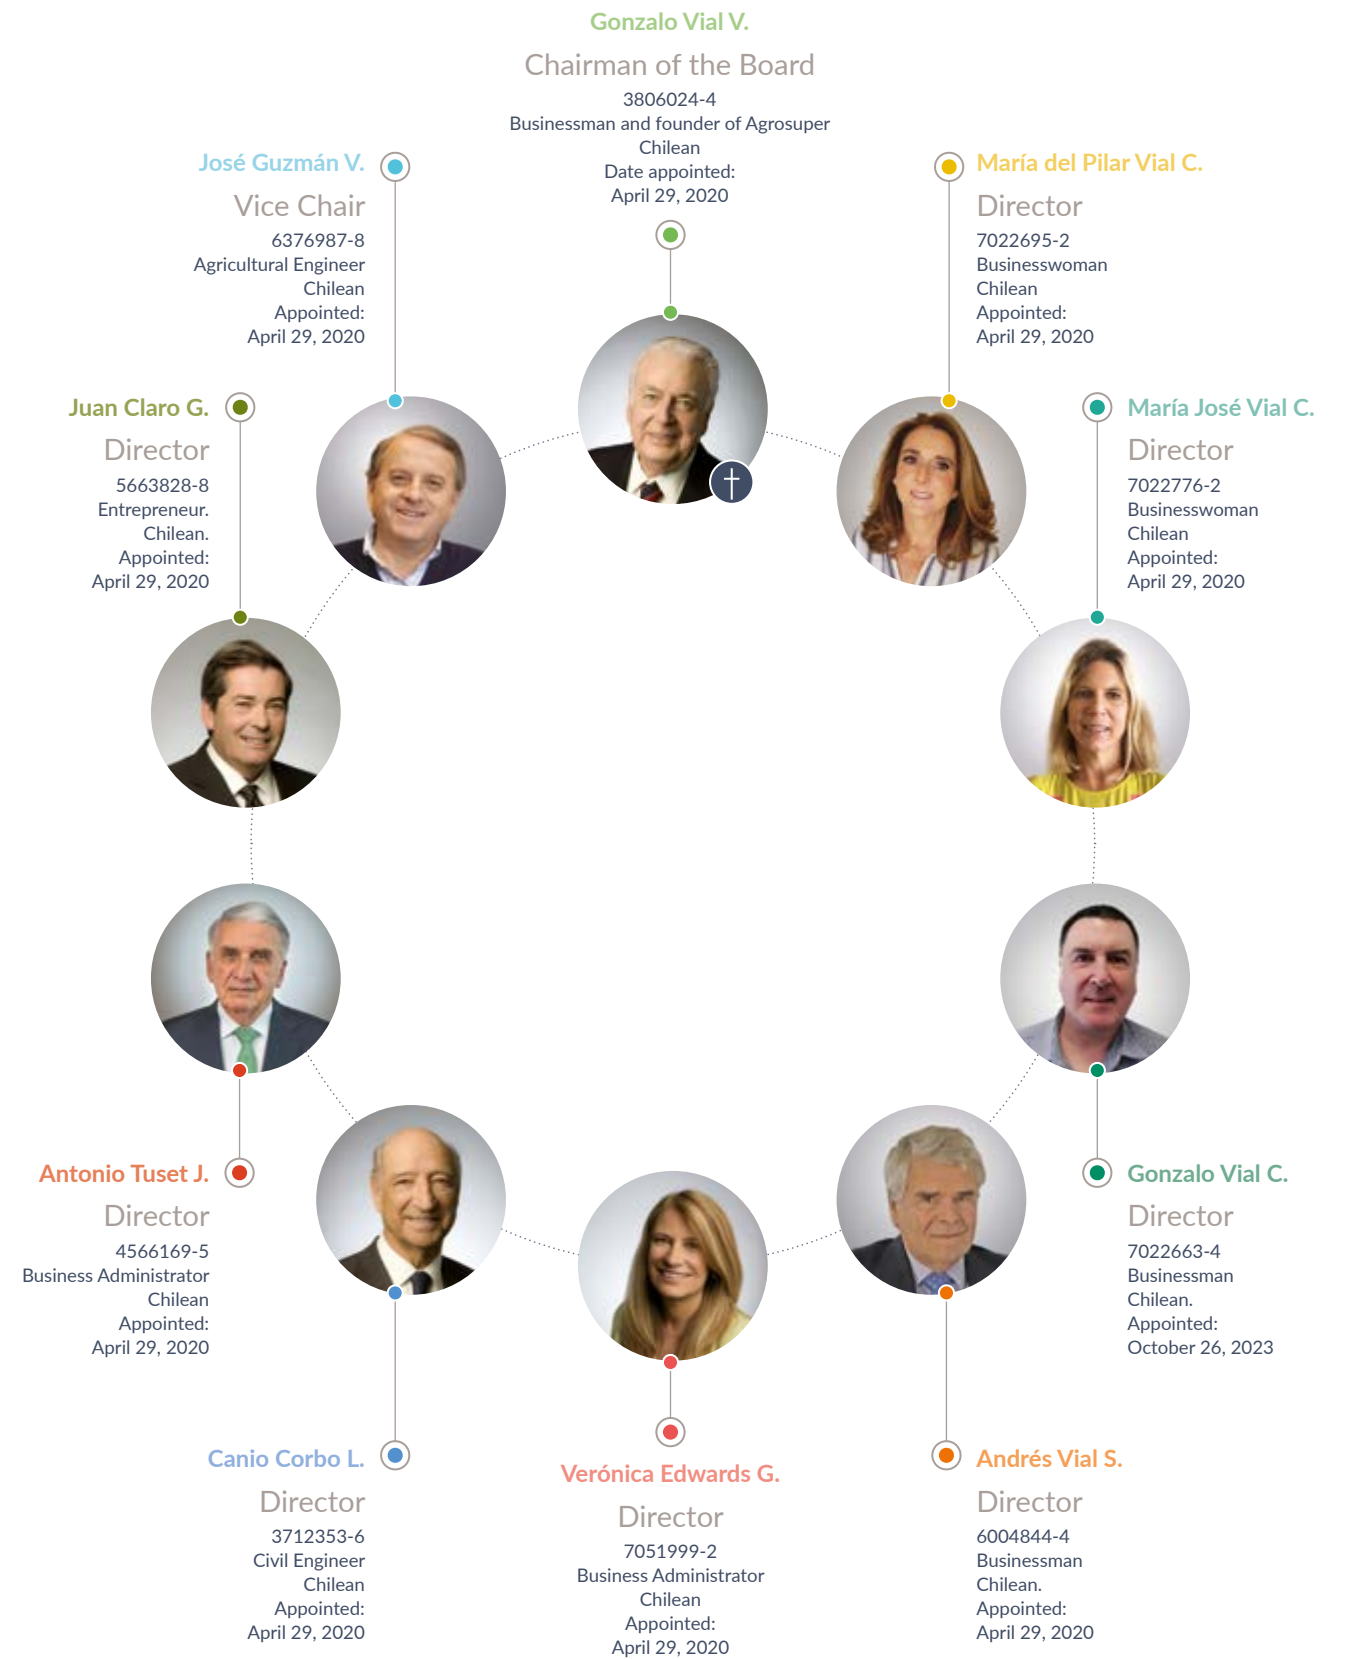 Gonzalo Vial V.
Chairman of the Board
3806024-4
Businessman and founder of Agrosuper
Chilean
Date appointed:
April 29, 2020
José Guzmán V.
Vice Chair
6376987-8
Agricultural Engineer
Chilean
Appointed:
April 29, 2020
María del Pilar Vial C.
Director
7022695-2
Businesswoman
Chilean
Appointed:
April 29, 2020
Juan Claro G.
Director
5663828-8
Entrepreneur.
Chilean.
Appointed:
April 29, 2020
María José Vial C.
Director
7022776-2
Businesswoman
Chilean
Appointed:
April 29, 2020
Antonio Tuset J.
Director
4566169-5
Business Administrator
Chilean
Appointed:
April 29, 2020
Gonzalo Vial C.
Director
7022663-4
Businessman
Chilean.
Appointed:
October 26, 2023
Canio Corbo L.
Director
3712353-6
Civil Engineer
Chilean
Appointed:
April 29, 2020
Verónica Edwards G.
Director
7051999-2
Business Administrator
Chilean
Appointed:
April 29, 2020
Andrés Vial S.
Director
6004844-4
Businessman
Chilean.
Appointed:
April 29, 2020